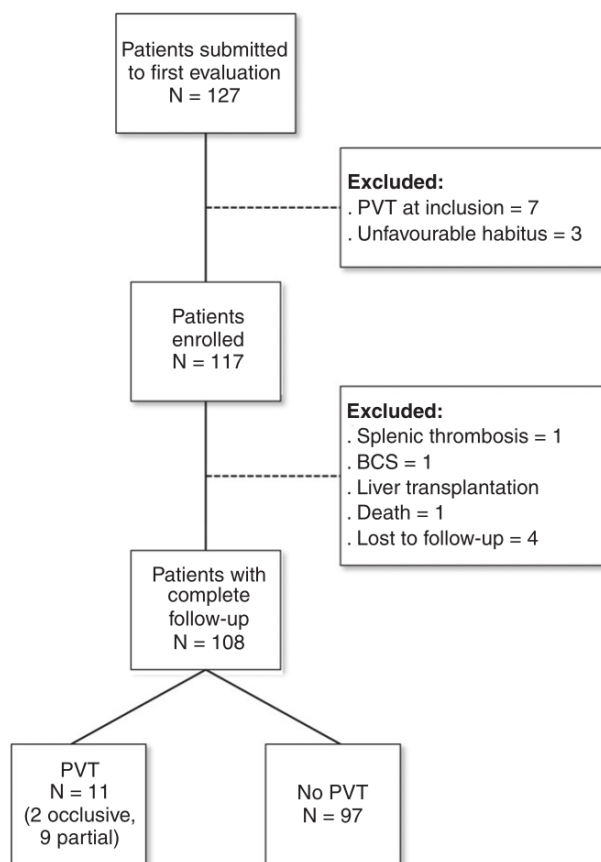 Patients submitted
to first evaluation
N = 127
Excluded:
. PVT at inclusion = 7
. Unfavourable habitus = 3
Patients
enrolled
N = 117
Excluded:
. Splenic thrombosis = 1
. BCS = 1
. Liver transplantation
. Death = 1
. Lost to follow-up = 4
Patients with
complete
follow-up
N = 108
PVT
N = 11
(2 occlusive,
9 partial)
No PVT
N = 97